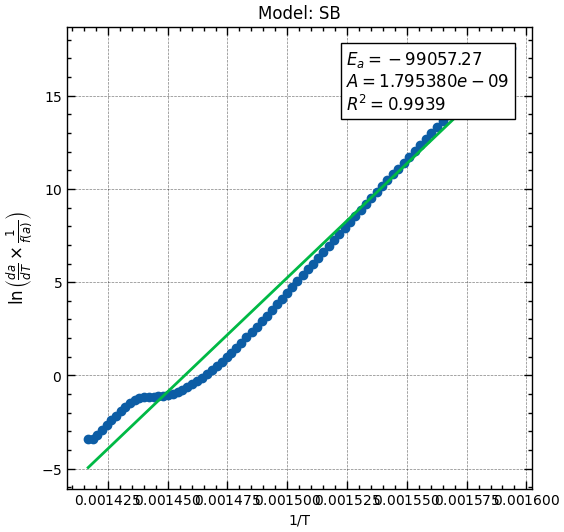 Model: SB
E_a = −99057.27
A = 1.795380e − 09
R^2 = 0.9939
15
10
5
0
−5
ln(da/dT × 1/f(a))
0.001425 0.001450 0.001475 0.001500 0.001525 0.001550 0.001575 0.001600
1/T